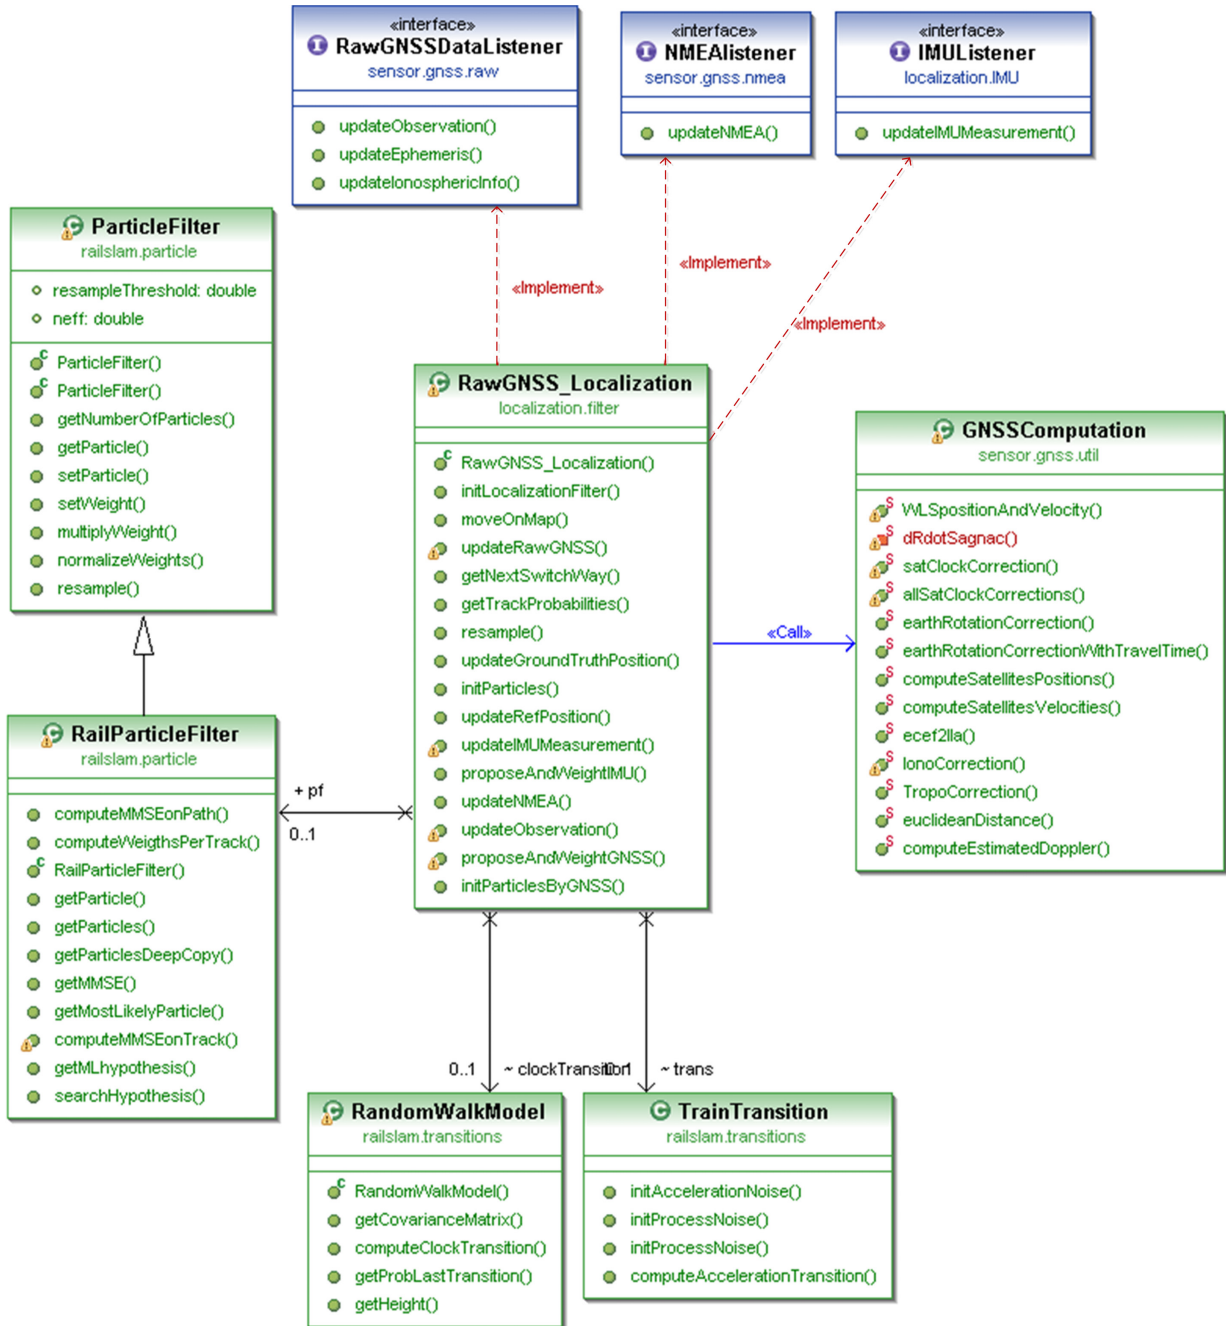 «interface»
RawGNSSDataListener
sensor.gnss.raw
updateObservation()
updateEphemeris()
updateIonosphericInfo()
«interface»
NMEAlistener
sensor.gnss.nmea
updateNMEA()
«interface»
IMUListener
localization.IMU
updateIMUMeasurement()
ParticleFilter
railslam.particle
resampleThreshold: double
neff: double
ParticleFilter()
ParticleFilter()
getNumberOfParticles()
getParticle()
setParticle()
setWeight()
multiplyWeight()
normalizeWeights()
resample()
«Implement»
«Implement»
«Implement»
RawGNSS_Localization
localization.filter
RawGNSS_Localization()
initLocalizationFilter()
moveOnMap()
updateRawGNSS()
getNextSwitchWay()
getTrackProbabilities()
resample()
updateGroundTruthPosition()
initParticles()
updateRefPosition()
updateIMUMeasurement()
proposeAndWeightIMU()
updateNMEA()
updateObservation()
proposeAndWeightGNSS()
initParticlesByGNSS()
«Call»
GNSSComputation
sensor.gnss.util
WLSpositionAndVelocity()
dRdotSagnac()
satClockCorrection()
allSatClockCorrections()
earthRotationCorrection()
earthRotationCorrectionWithTravelTime()
computeSatellitesPositions()
computeSatellitesVelocities()
ecef2lla()
IonoCorrection()
TropoCorrection()
euclideanDistance()
computeEstimatedDoppler()
RailParticleFilter
railslam.particle
computeMMSEonPath()
computeWeigthsPerTrack()
RailParticleFilter()
getParticle()
getParticles()
getParticlesDeepCopy()
getMMSE()
getMostLikelyParticle()
computeMMSEonTrack()
getMLhypothesis()
searchHypothesis()
+ pf
0..1
0..1
~ clockTransition
0..1
~ trans
RandomWalkModel
railslam.transitions
RandomWalkModel()
getCovarianceMatrix()
computeClockTransition()
getProbLastTransition()
getHeight()
TrainTransition
railslam.transitions
initAccelerationNoise()
initProcessNoise()
initProcessNoise()
computeAccelerationTransition()